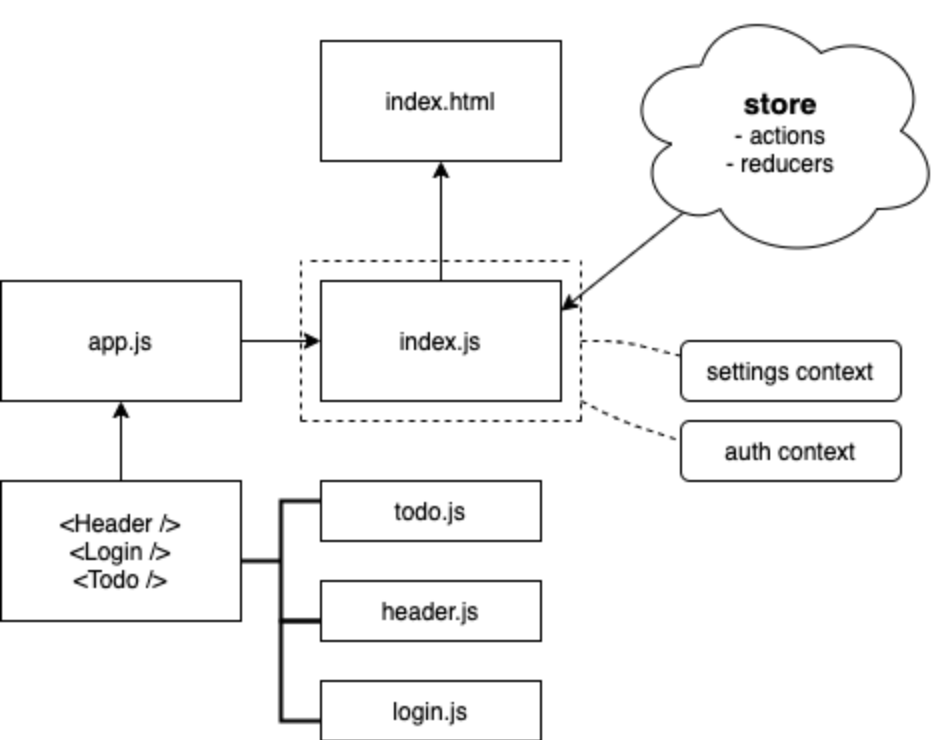 index.html
store
- actions
- reducers
app.js
index.js
settings context
auth context
<Header />
<Login />
<Todo />
todo.js
header.js
login.js